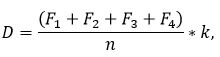 D = (F₁ + F₂ + F₃ + F₄) / n * k,